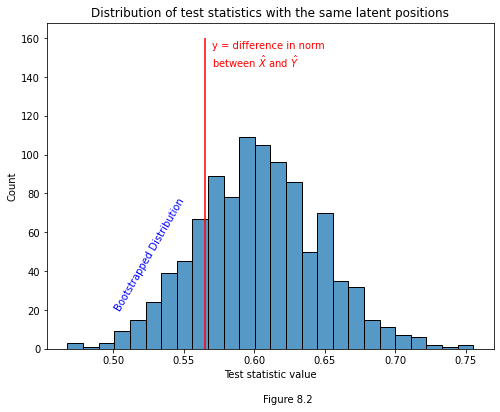 Distribution of test statistics with the same latent positions
160
140
120
100
80
60
40
20
0
Count
y = difference in norm
between X̂ and Ŷ
Bootstrapped Distribution
0.50 0.55 0.60 0.65 0.70 0.75
Test statistic value
Figure 8.2